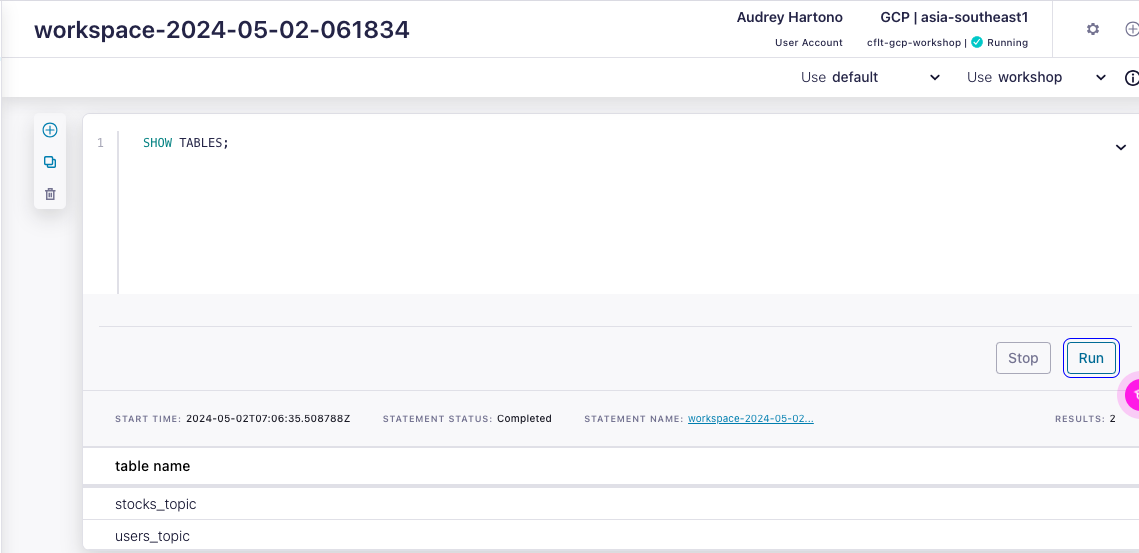 workspace-2024-05-02-061834
Audrey Hartono
User Account
GCP | asia-southeast1
cflt-gcp-workshop | Running
Use default
Use workshop
1 SHOW TABLES;
Stop
Run
START TIME: 2024-05-02T07:06:35.508788Z
STATEMENT STATUS: Completed
STATEMENT NAME: workspace-2024-05-02...
RESULTS: 2
table name
stocks_topic
users_topic